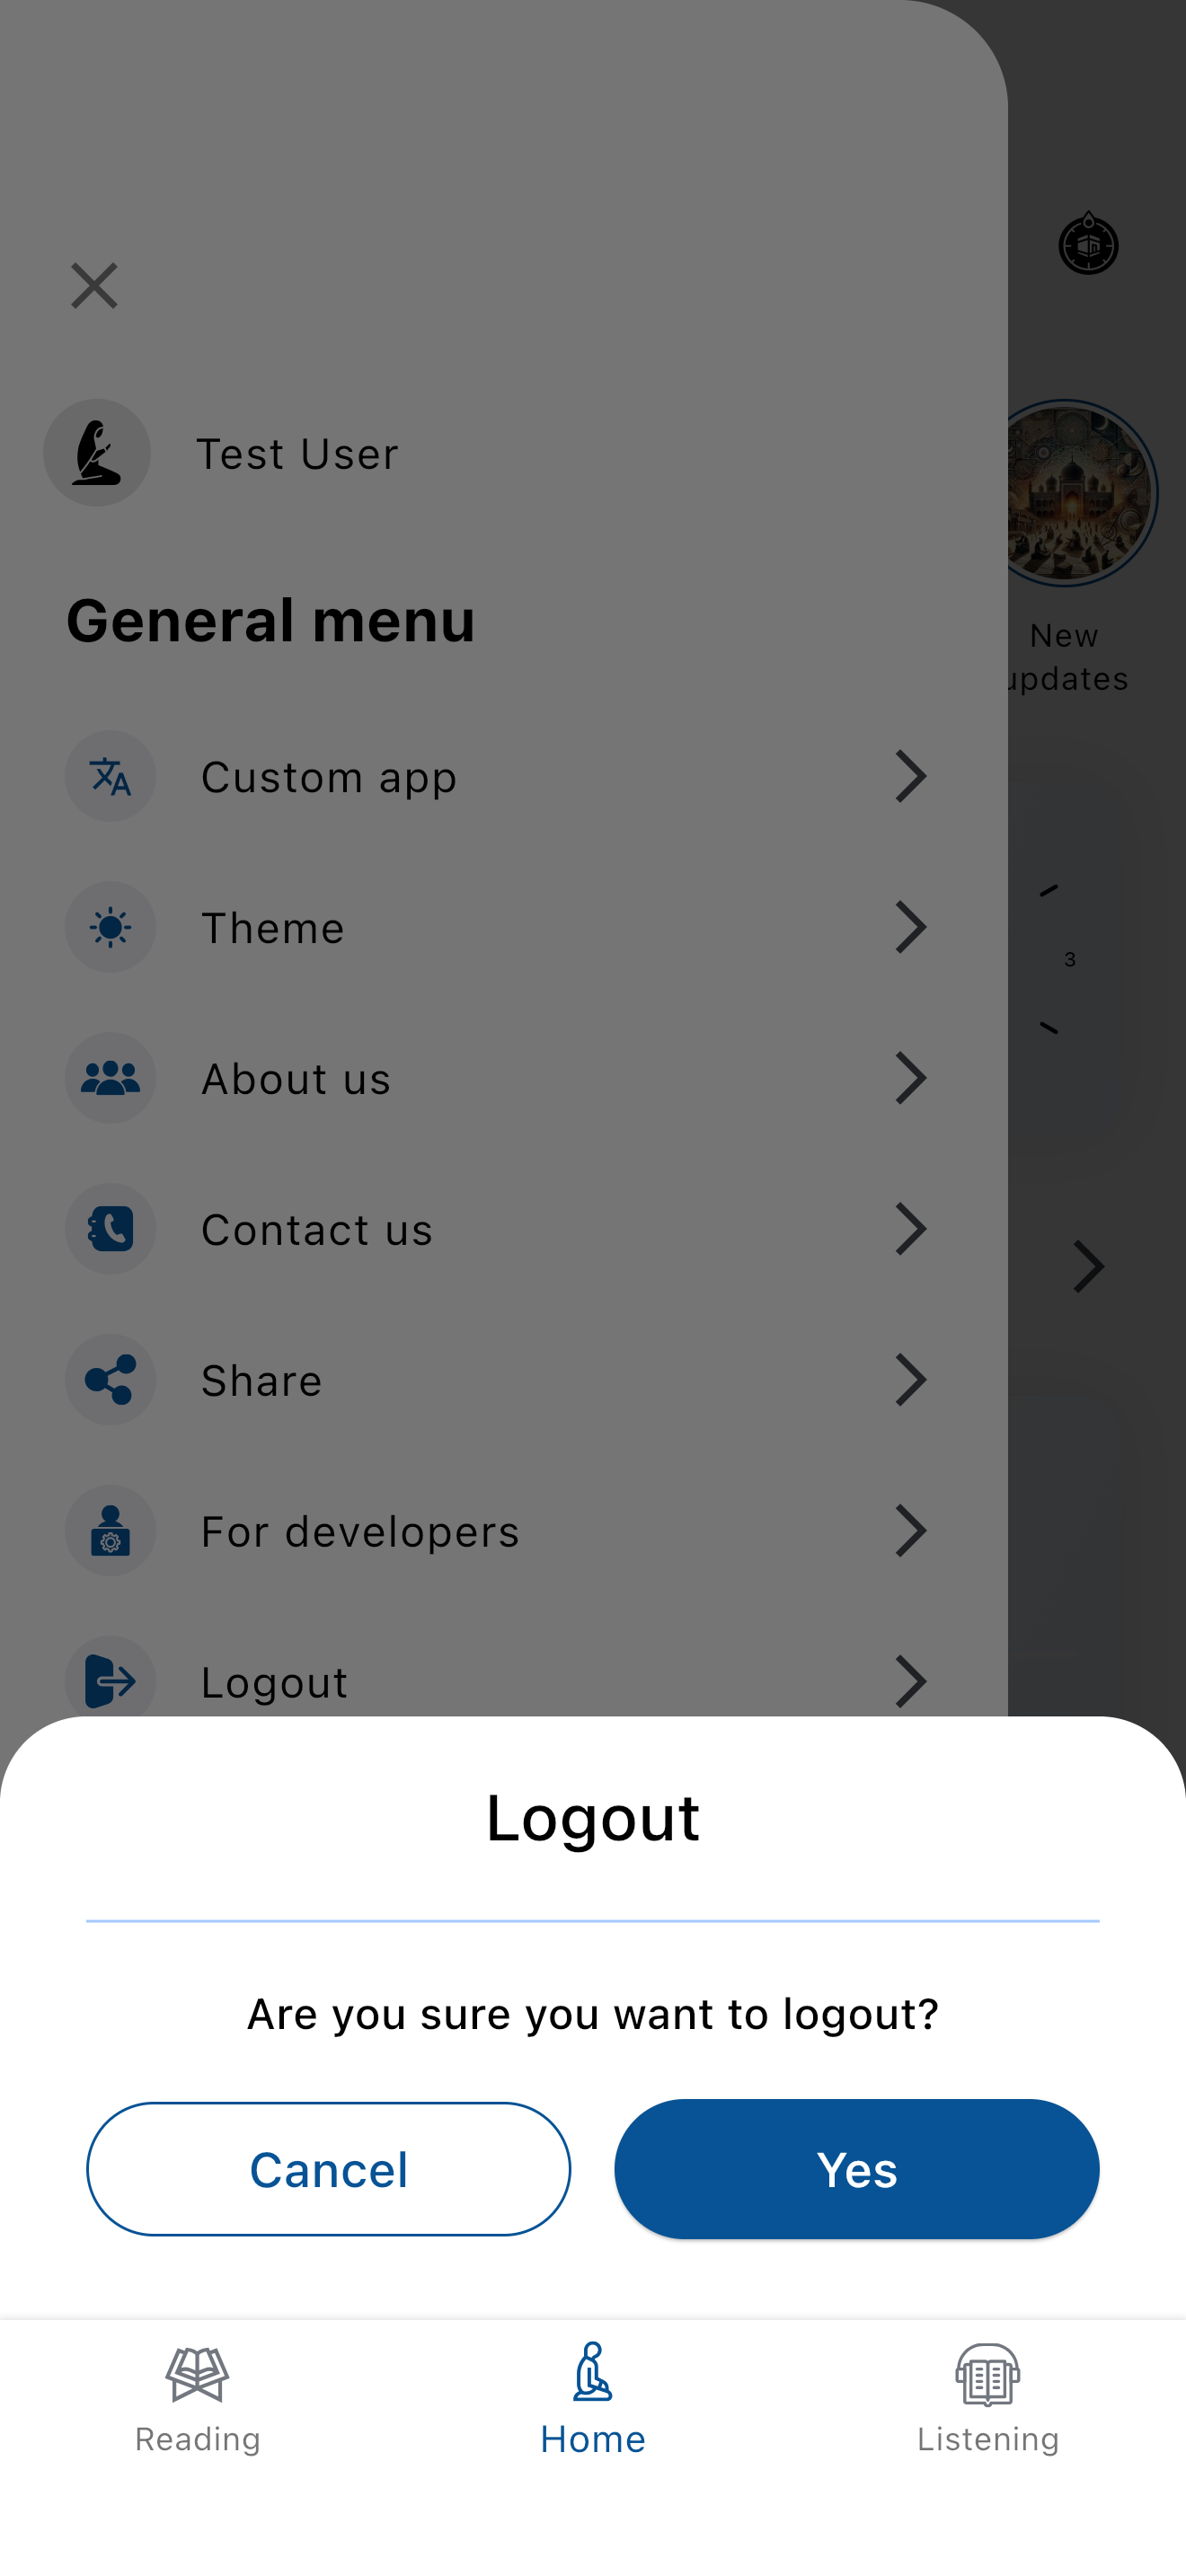 Test User
General menu
New
updates
Custom app
Theme
3
About us
Contact us
Share
For developers
Logout
Logout
Are you sure you want to logout?
Cancel
Yes
Reading
Home
Listening